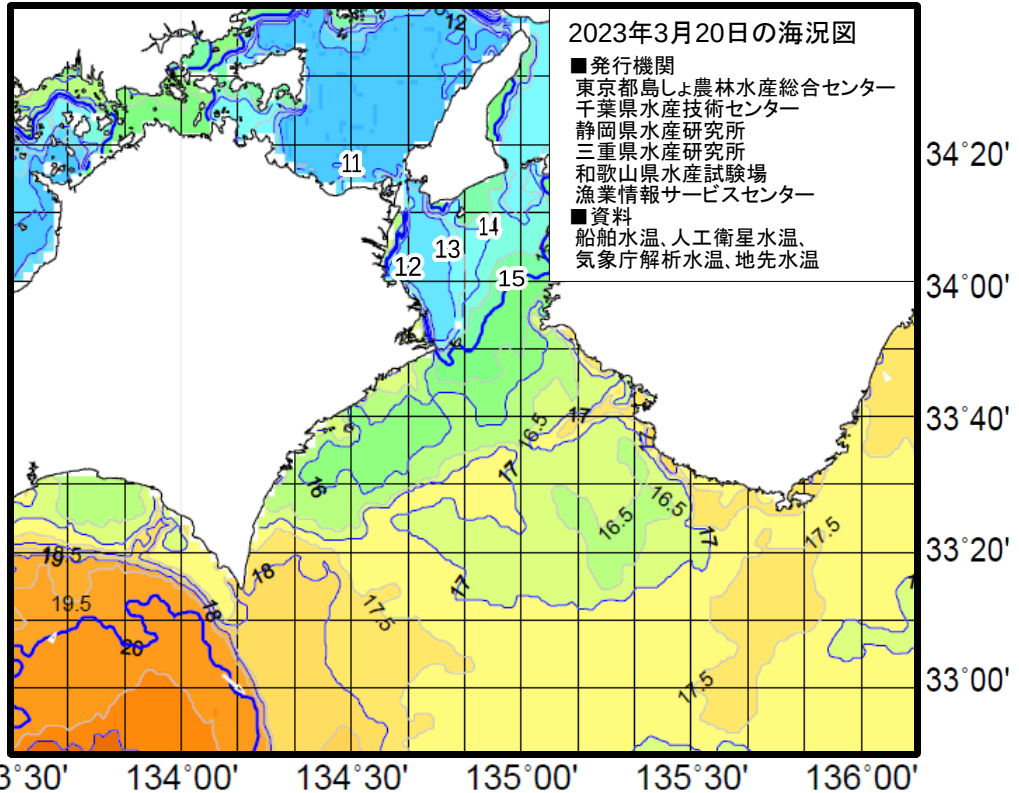 2023年3月20日の海況図
■発行機関
東京都島しょ農林水産総合センター
千葉県水産技術センター
静岡県水産研究所
三重県水産研究所
和歌山県水産試験場
漁業情報サービスセンター
■資料
船舶水温、人工衛星水温、
気象庁解析水温、地先水温
12
11
34°20'
14
13
12
15
34°00'
33°40'
17
16.5
17
16
16.5
16.5
17
17.5
33°20'
18
17
19.5
18
17.5
20
33°00'
17.5
3°30'
134°00'
134°30'
135°00'
135°30'
136°00'